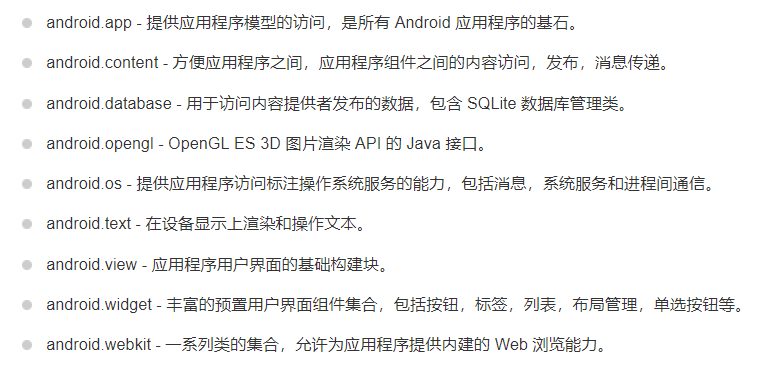 android.app - 提供应用程序模型的访问，是所有 Android 应用程序的基石。
android.content - 方便应用程序之间，应用程序组件之间的内容访问，发布，消息传递。
android.database - 用于访问内容提供者发布的数据，包含 SQLite 数据库管理类。
android.opengl - OpenGL ES 3D 图片渲染 API 的 Java 接口。
android.os - 提供应用程序访问标注操作系统服务的能力，包括消息，系统服务和进程间通信。
android.text - 在设备显示上渲染和操作文本。
android.view - 应用程序用户界面的基础构建块。
android.widget - 丰富的预置用户界面组件集合，包括按钮，标签，列表，布局管理，单选按钮等。
android.webkit - 一系列类的集合，允许为应用程序提供内建的 Web 浏览能力。